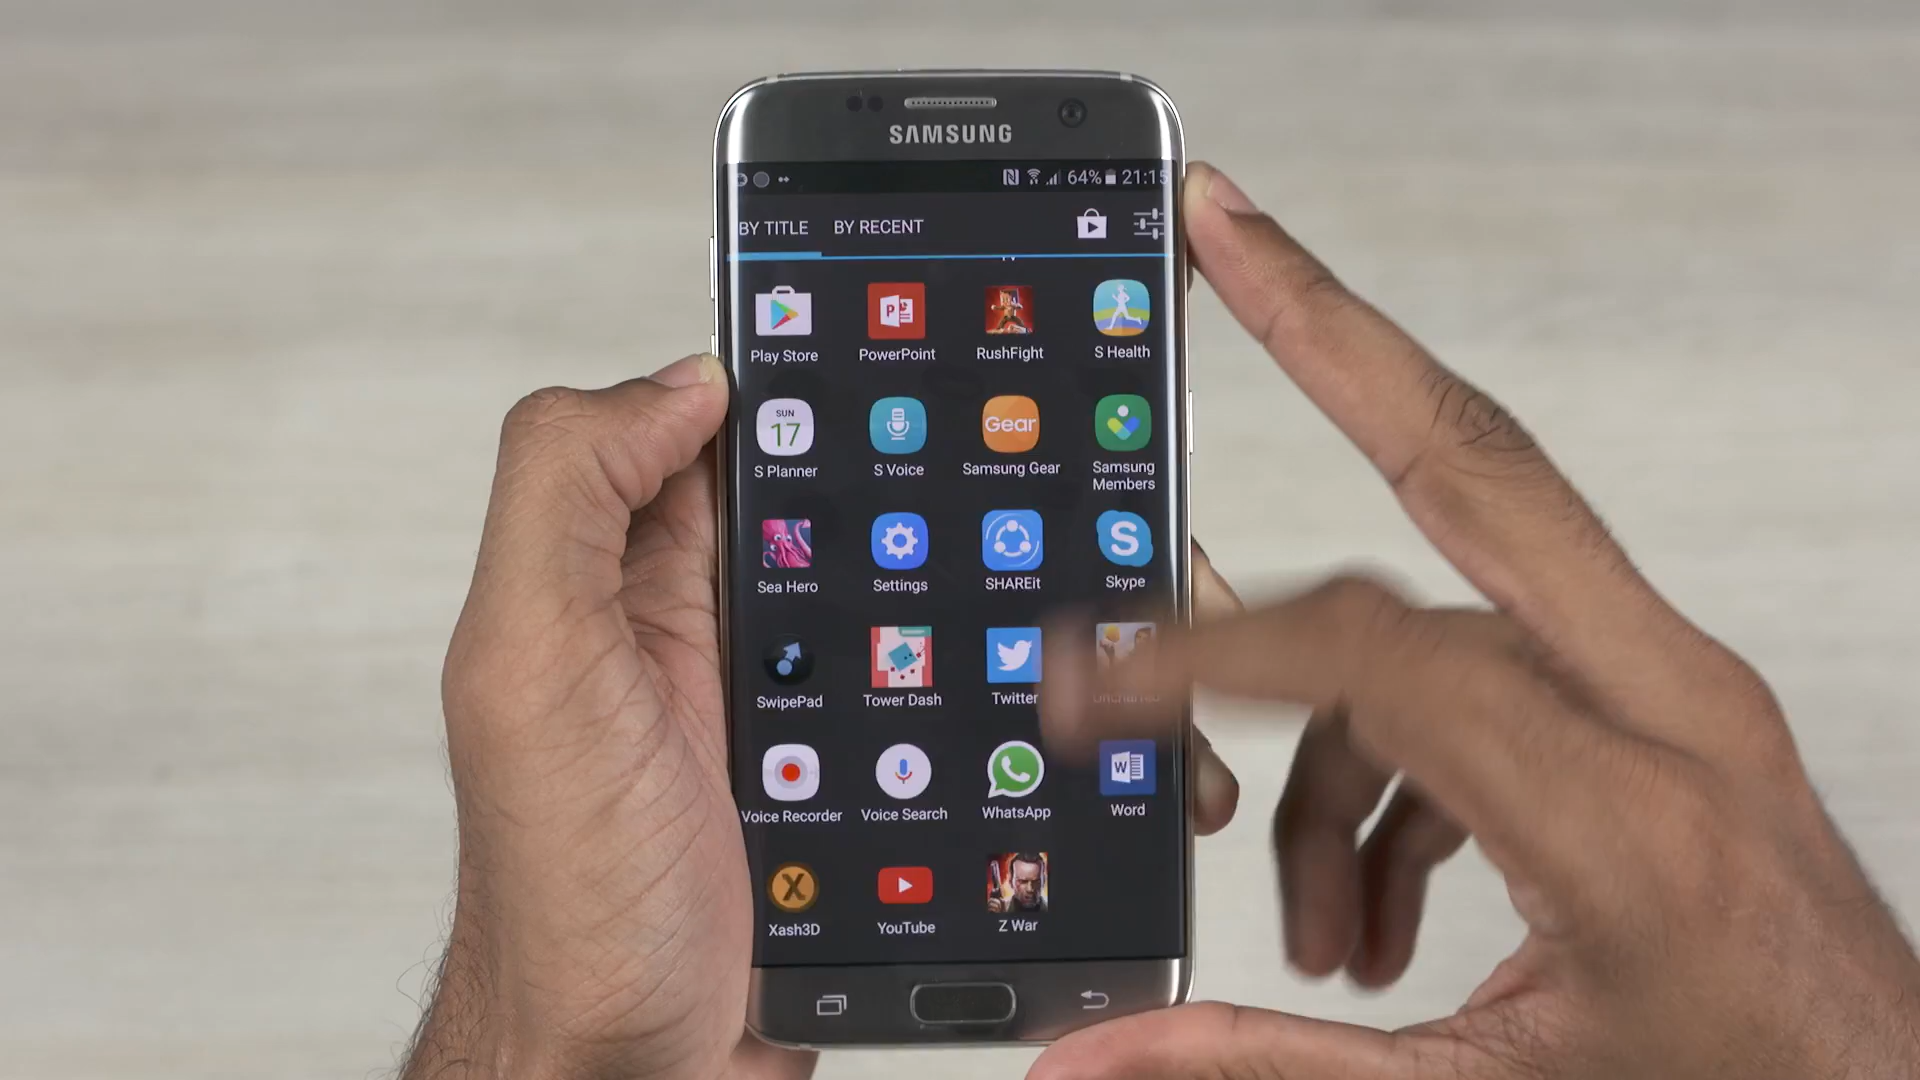 SAMSUNG
64% 21:15
BY TITLE BY RECENT
Play Store PowerPoint RushFight S Health
SUN
17
Gear
S Planner S Voice Samsung Gear Samsung
Members
S
Sea Hero Settings SHAREit Skype
SwipePad Tower Dash Twitter Uncharted
W
Voice Recorder Voice Search WhatsApp Word
X
Xash3D YouTube Z War